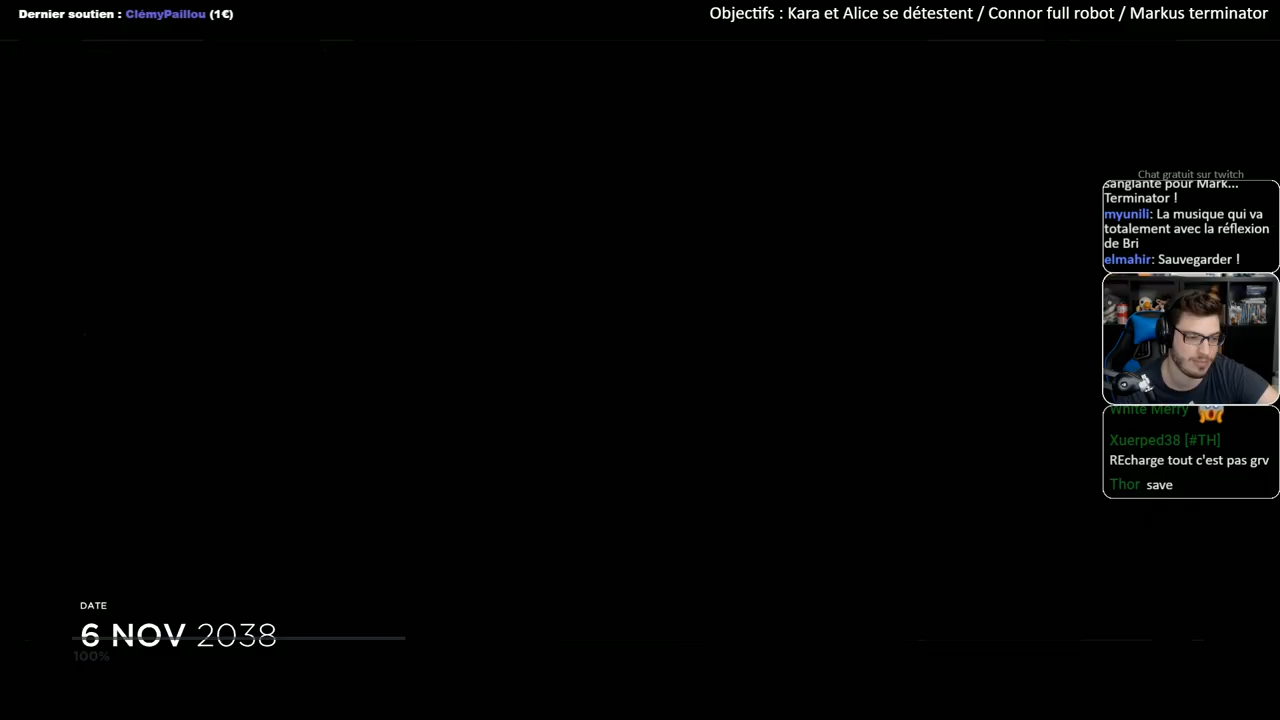 Dernier soutien : ClémyPaillou (1€)
Objectifs : Kara et Alice se détestent / Connor full robot / Markus terminator
Chat gratuit sur twitch
sanglante pour Mark...
Terminator !
myunili: La musique qui va
totalement avec la réflexion
de Bri
elmahir: Sauvegarder !
White Merry
Xuerped38 [#TH]
REcharge tout c'est pas grv
Thor save
DATE
6 NOV 2038
100%